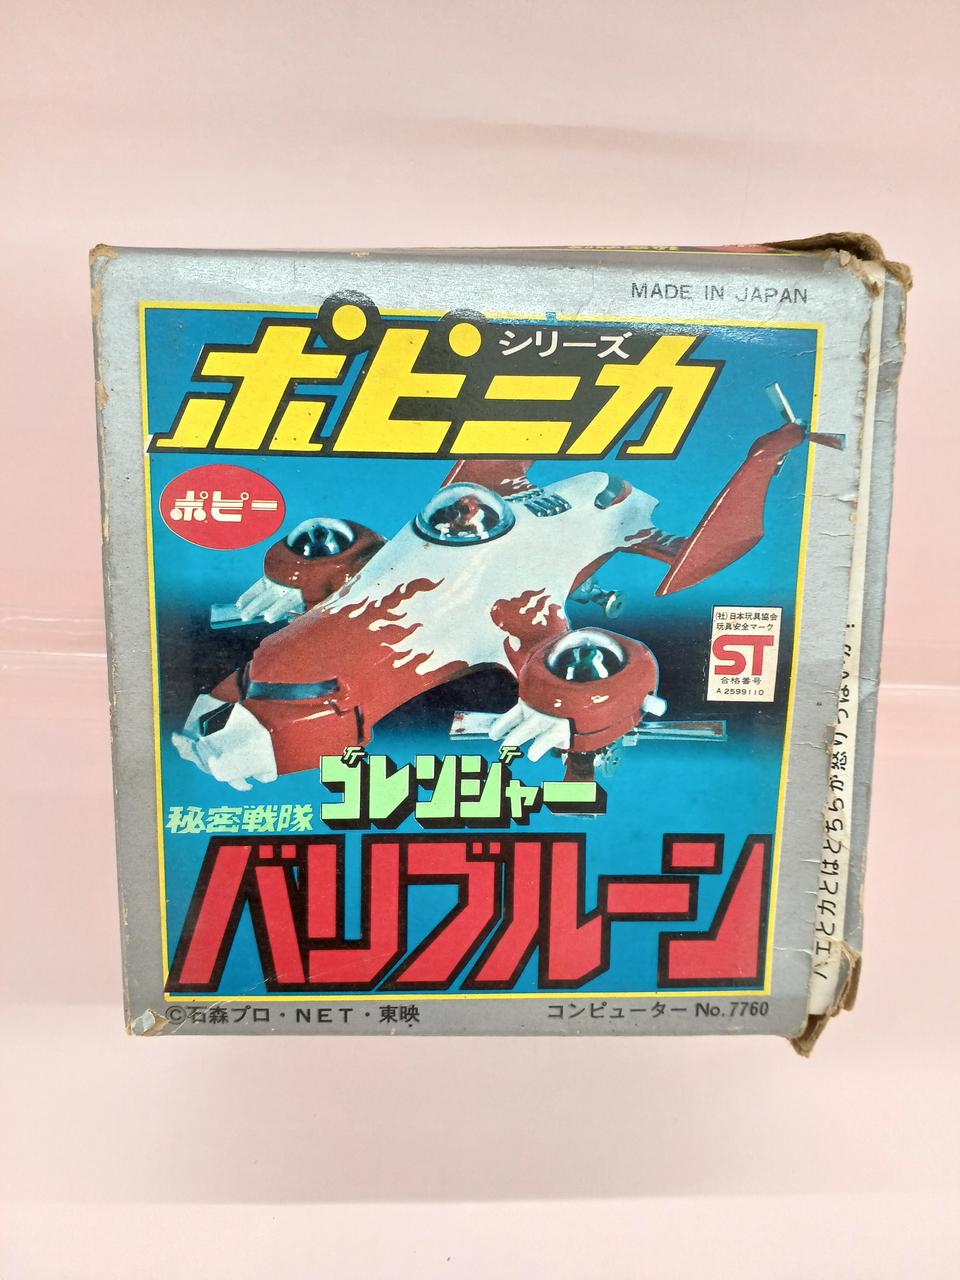 MADE IN JAPAN
ポピニカ
シリーズ
ポピー
(社)日本玩具協会
玩具安全マーク
ST
合格番号
A 2599110
秘密戦隊
ゴレンジャー
バリブルーン
©石森プロ・NET・東映
コンピューター No.7760